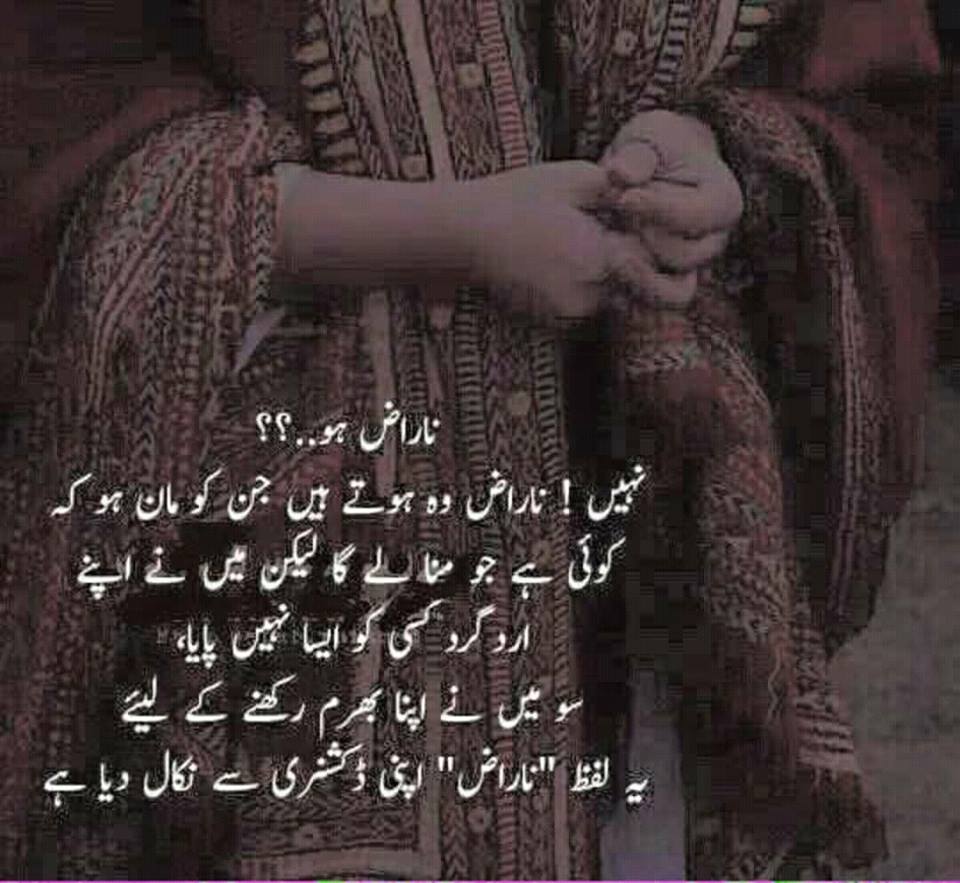 ناراض ہو..؟؟
نہیں ! ناراض وہ ہوتے ہیں جن کو مان ہو کہ
کوئی ہے جو منا لے گا لیکن میں نے اپنے
ارد گرد کسی کو ایسا نہیں پایا،
سو میں نے اپنا بھرم رکھنے کے لیئے
یہ لفظ "ناراض" اپنی ڈکشنری سے نکال دیا ہے